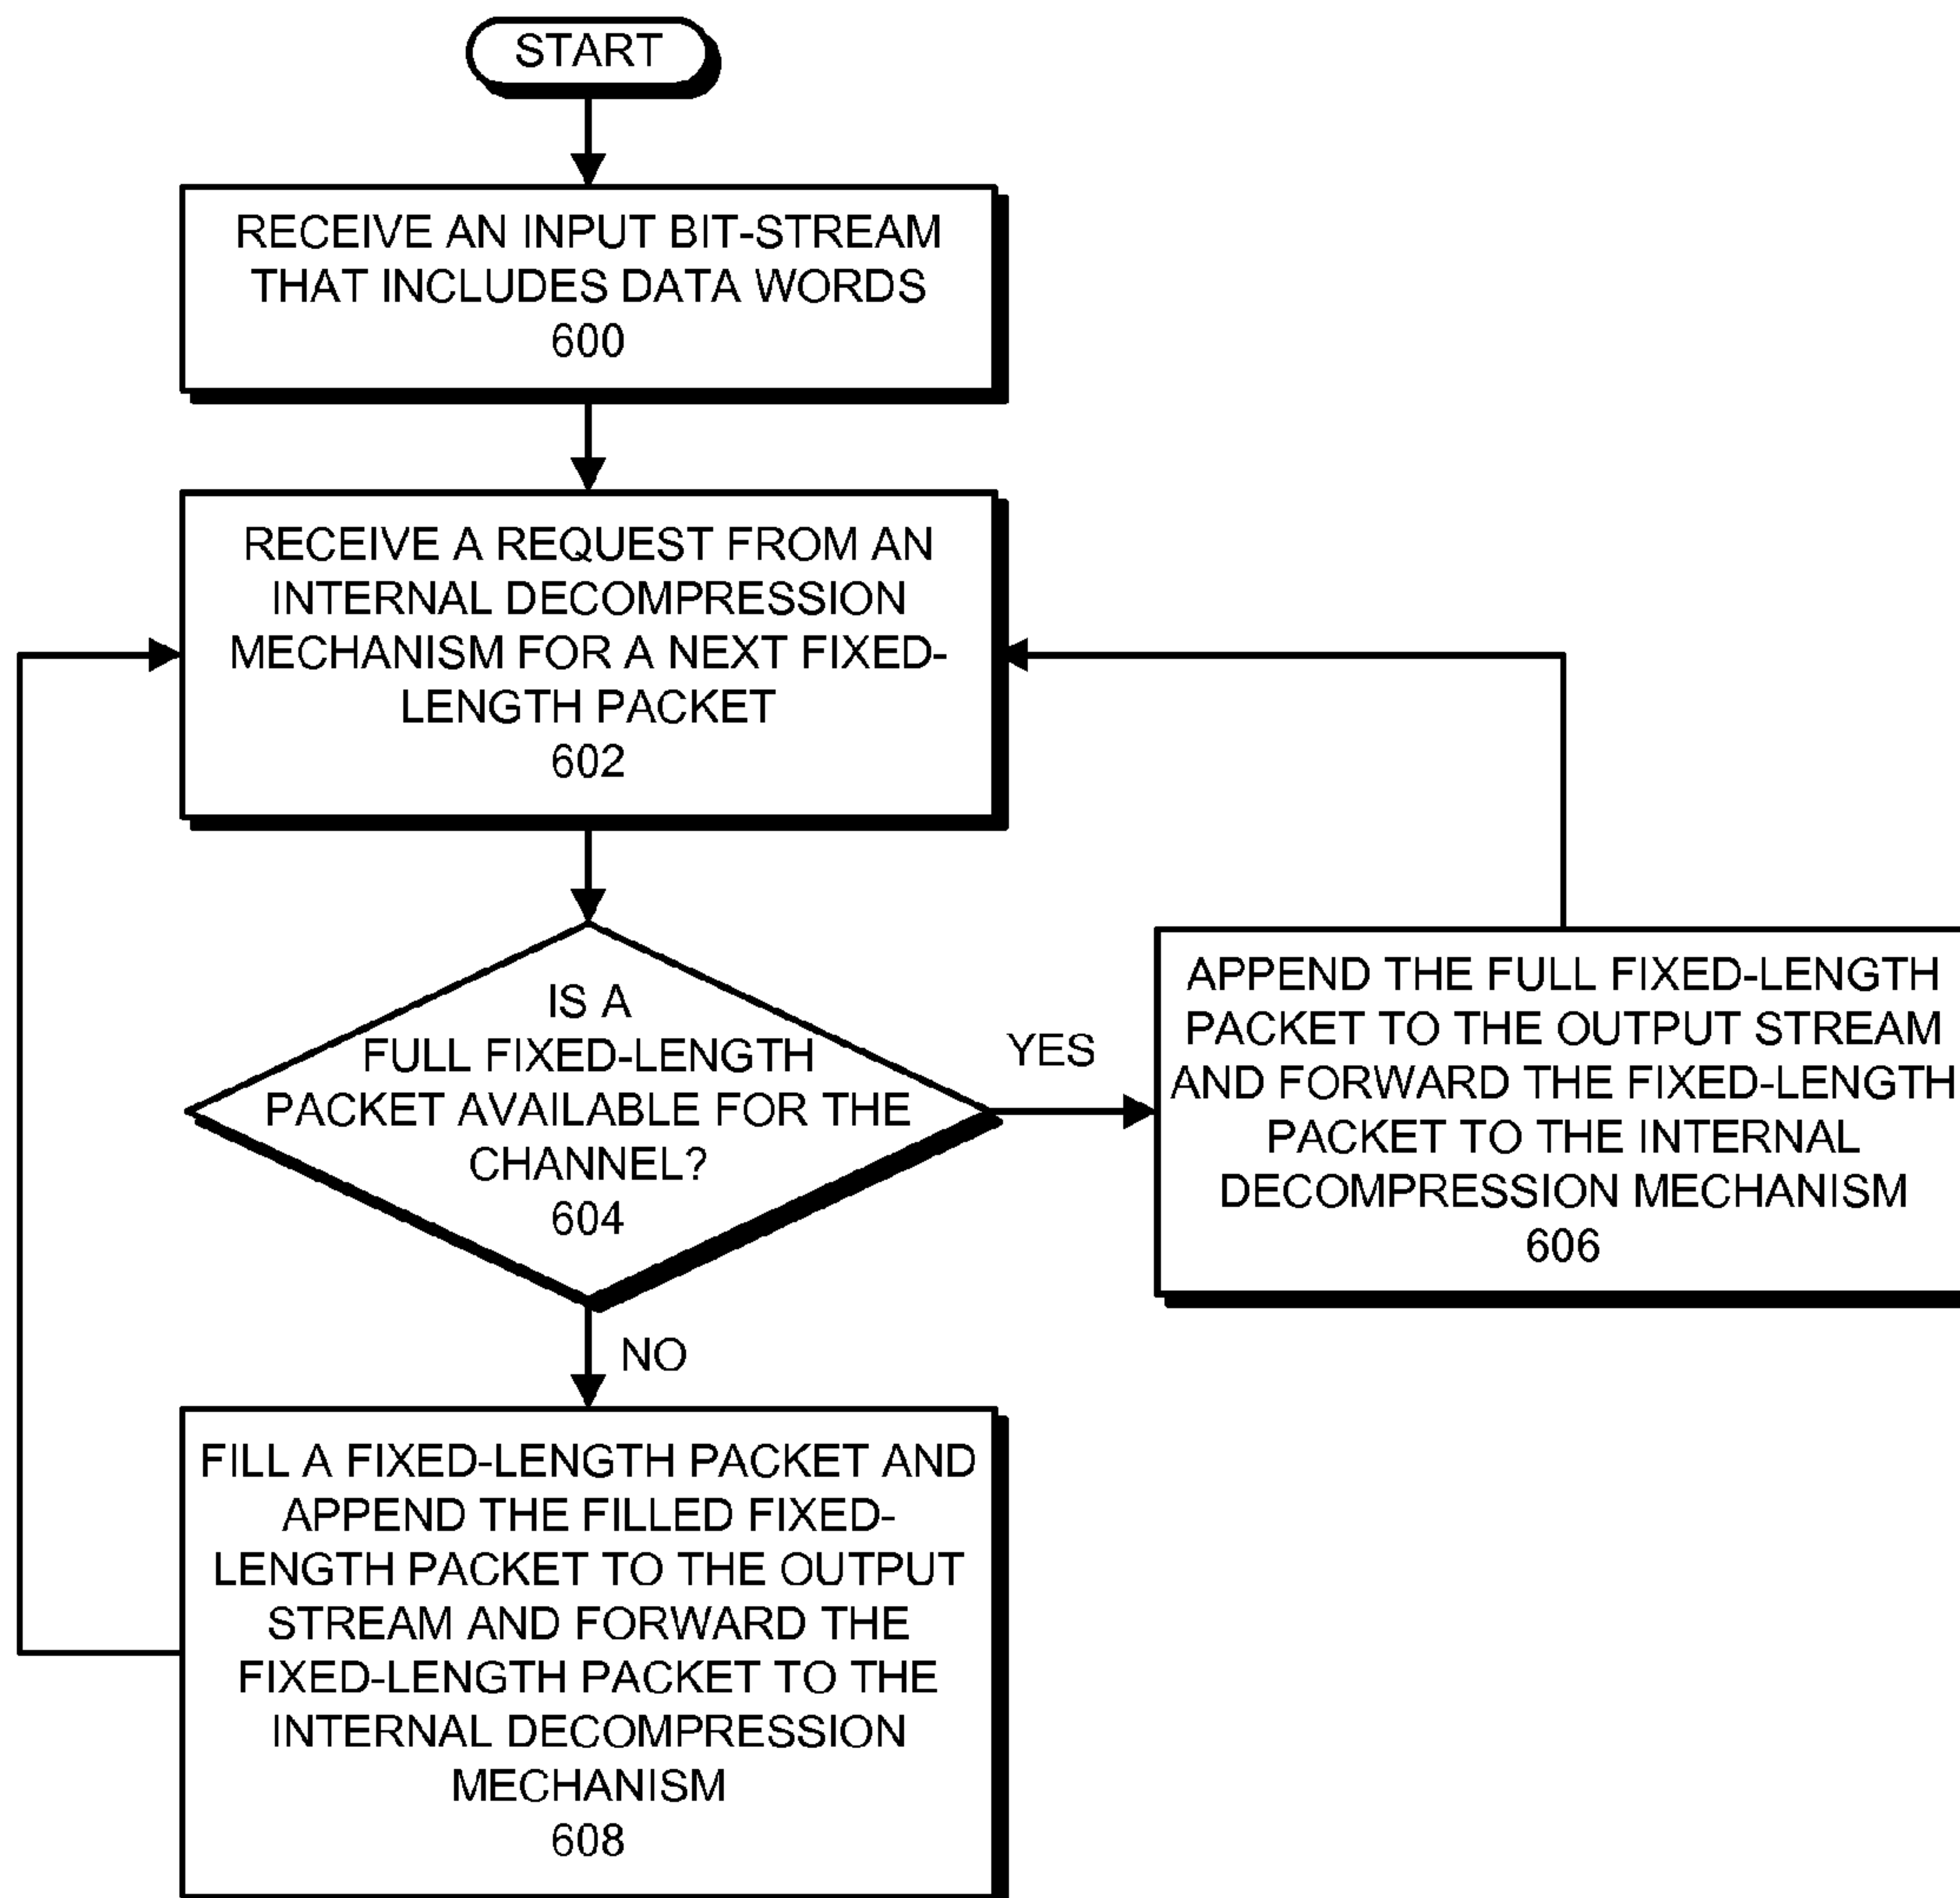 START
RECEIVE AN INPUT BIT-STREAM
THAT INCLUDES DATA WORDS
600
RECEIVE A REQUEST FROM AN
INTERNAL DECOMPRESSION
MECHANISM FOR A NEXT FIXED-
LENGTH PACKET
602
IS A
FULL FIXED-LENGTH
PACKET AVAILABLE FOR THE
CHANNEL?
604
YES
APPEND THE FULL FIXED-LENGTH
PACKET TO THE OUTPUT STREAM
AND FORWARD THE FIXED-LENGTH
PACKET TO THE INTERNAL
DECOMPRESSION MECHANISM
606
NO
FILL A FIXED-LENGTH PACKET AND
APPEND THE FILLED FIXED-
LENGTH PACKET TO THE OUTPUT
STREAM AND FORWARD THE
FIXED-LENGTH PACKET TO THE
INTERNAL DECOMPRESSION
MECHANISM
608